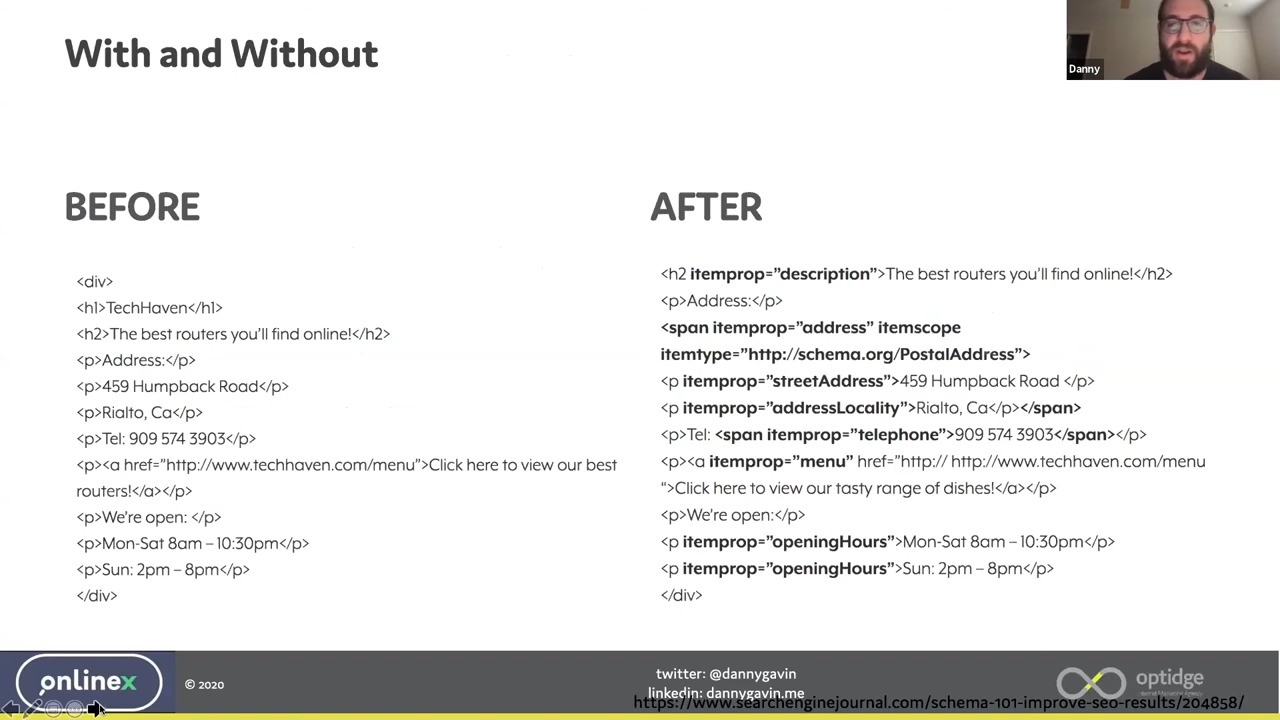 With and Without
Danny
BEFORE
<div>
<h1>TechHaven</h1>
<h2>The best routers you'll find online!</h2>
<p>Address:</p>
<p>459 Humpback Road</p>
<p>Rialto, Ca</p>
<p>Tel: 909 574 3903</p>
<p><a href="http://www.techhaven.com/menu">Click here to view our best
routers!</a></p>
<p>We're open: </p>
<p>Mon-Sat 8am – 10:30pm</p>
<p>Sun: 2pm – 8pm</p>
</div>
AFTER
<h2 itemprop="description">The best routers you'll find online!</h2>
<p>Address:</p>
<span itemprop="address" itemscope
itemtype="http://schema.org/PostalAddress">
<p itemprop="streetAddress">459 Humpback Road </p>
<p itemprop="addressLocality">Rialto, Ca</p></span>
<p>Tel: <span itemprop="telephone">909 574 3903</span></p>
<p><a itemprop="menu" href="http:// http://www.techhaven.com/menu
">Click here to view our tasty range of dishes!</a></p>
<p>We're open:</p>
<p itemprop="openingHours">Mon-Sat 8am – 10:30pm</p>
<p itemprop="openingHours">Sun: 2pm – 8pm</p>
</div>
onlinex
© 2020
twitter: @dannygavin
linkedin: dannygavin.me
optidge
https://www.searchenginejournal.com/schema-101-improve-seo-results/204858/